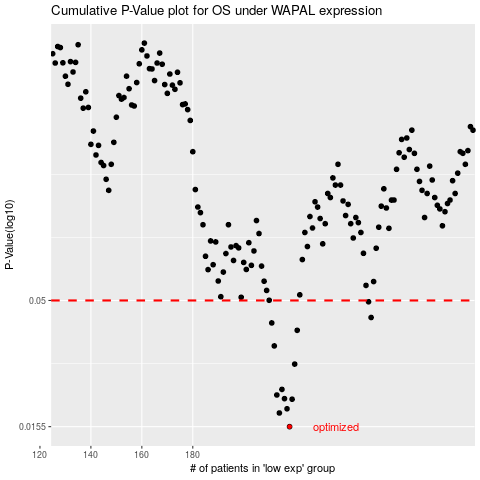 Cumulative P-Value plot for OS under WAPAL expression
P-Value(log10)
0.05
0.0155
optimized
120
140
160
180
# of patients in 'low exp' group